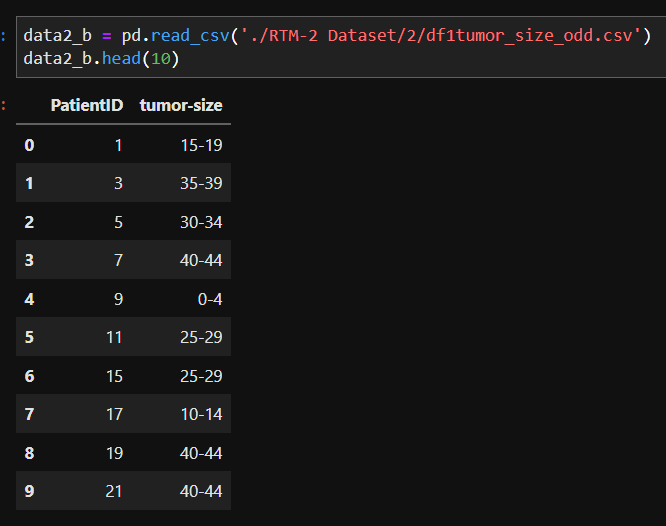 : data2_b = pd.read_csv('./RTM-2 Dataset/2/df1tumor_size_odd.csv')
data2_b.head(10)
: PatientID tumor-size
0 1 15-19
1 3 35-39
2 5 30-34
3 7 40-44
4 9 0-4
5 11 25-29
6 15 25-29
7 17 10-14
8 19 40-44
9 21 40-44